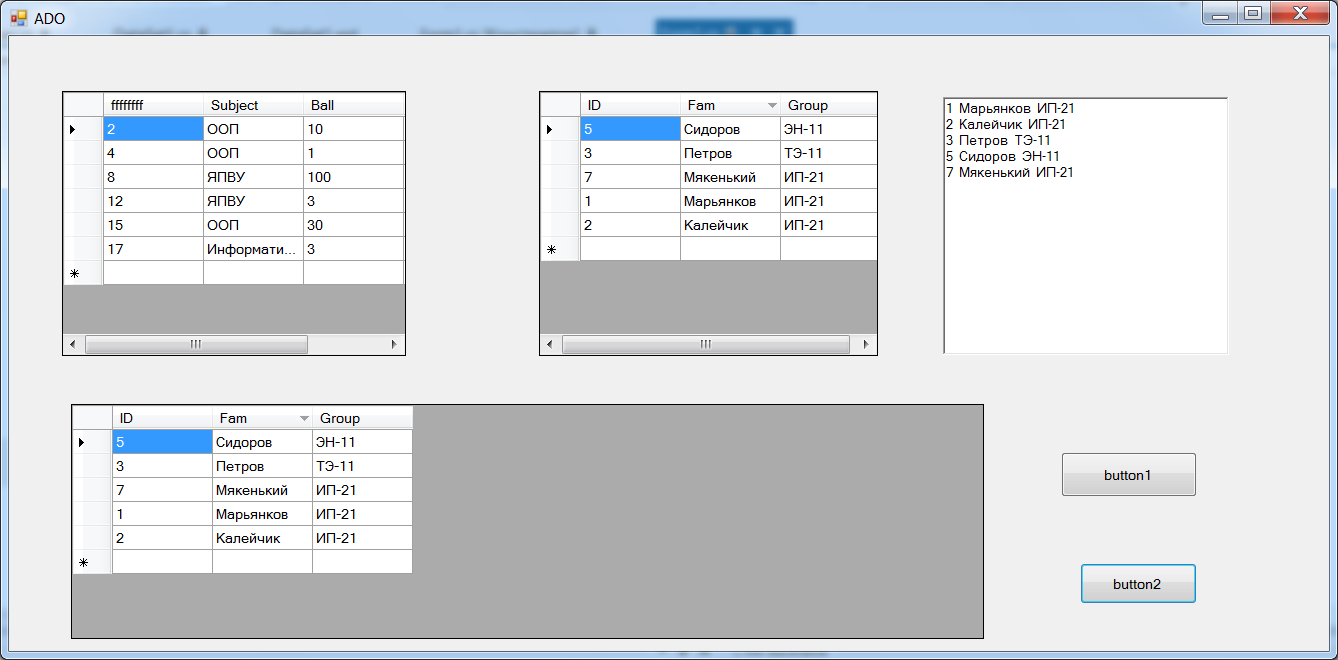 ADO
ffffffff Subject Ball
2 ООП 10
4 ООП 1
8 ЯПВУ 100
12 ЯПВУ 3
15 ООП 30
17 Информати... 3
ID Fam Group
5 Сидоров ЭН-11
3 Петров ТЭ-11
7 Мякенький ИП-21
1 Марьянков ИП-21
2 Калейчик ИП-21
1 Марьянков ИП-21
2 Калейчик ИП-21
3 Петров ТЭ-11
5 Сидоров ЭН-11
7 Мякенький ИП-21
ID Fam Group
5 Сидоров ЭН-11
3 Петров ТЭ-11
7 Мякенький ИП-21
1 Марьянков ИП-21
2 Калейчик ИП-21
button1
button2